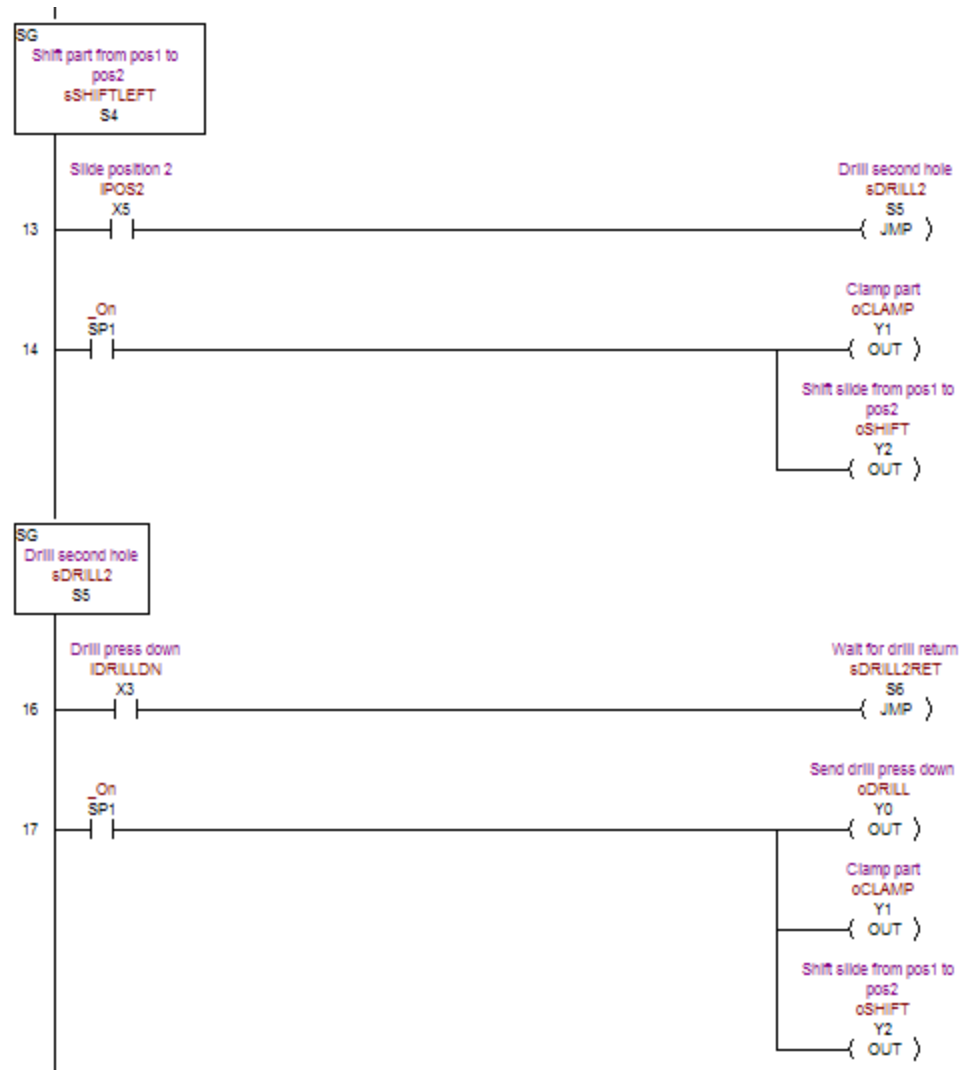 SG
Shift part from pos1 to
pos2
sSHIFTLEFT
S4
Slide position 2
IPOS2
X5
Drill second hole
sDRILL2
S5
13
JMP
_On
SP1
Clamp part
oCLAMP
Y1
14
OUT
Shift slide from pos1 to
pos2
oSHIFT
Y2
OUT
SG
Drill second hole
sDRILL2
S5
Drill press down
IDRILLDN
X3
Wait for drill return
sDRILL2RET
S6
16
JMP
_On
SP1
Send drill press down
oDRILL
Y0
17
OUT
Clamp part
oCLAMP
Y1
OUT
Shift slide from pos1 to
pos2
oSHIFT
Y2
OUT